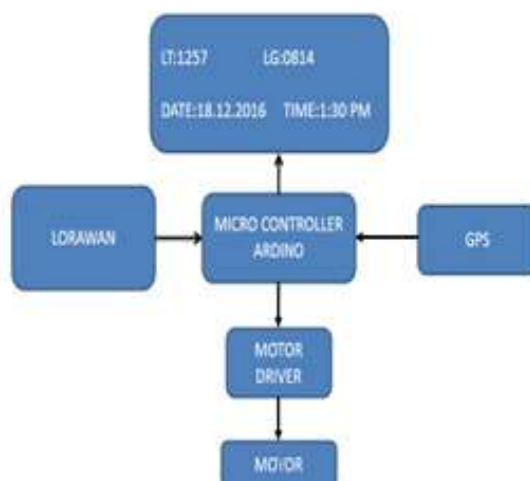 LT:1257 LG:0814
DATE:18.12.2016 TIME:1:30 PM
LORAWAN
MICRO CONTROLLER
ARDINO
GPS
MOTOR
DRIVER
MOTOR